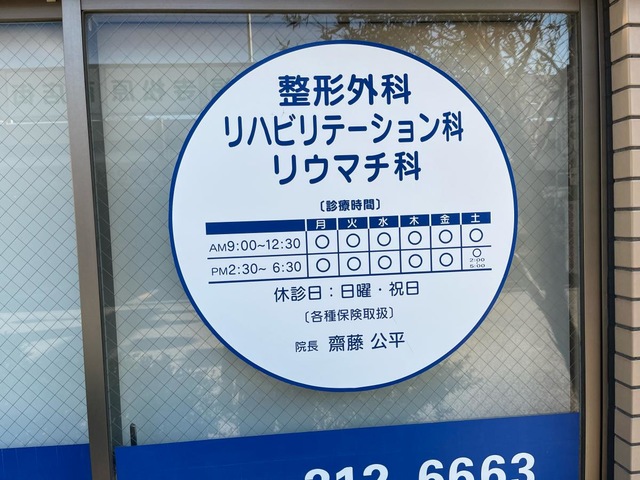 整形外科
リハビリテーション科
リウマチ科
〔診療時間〕
月 火 水 木 金 土
AM9:00~12:30 ○ ○ ○ ○ ○ ○
PM2:30~ 6:30 ○ ○ ○ ○ ○ ○
2:00
5:00
休診日：日曜・祝日
〔各種保険取扱〕
院長 齋藤 公平
212-6663